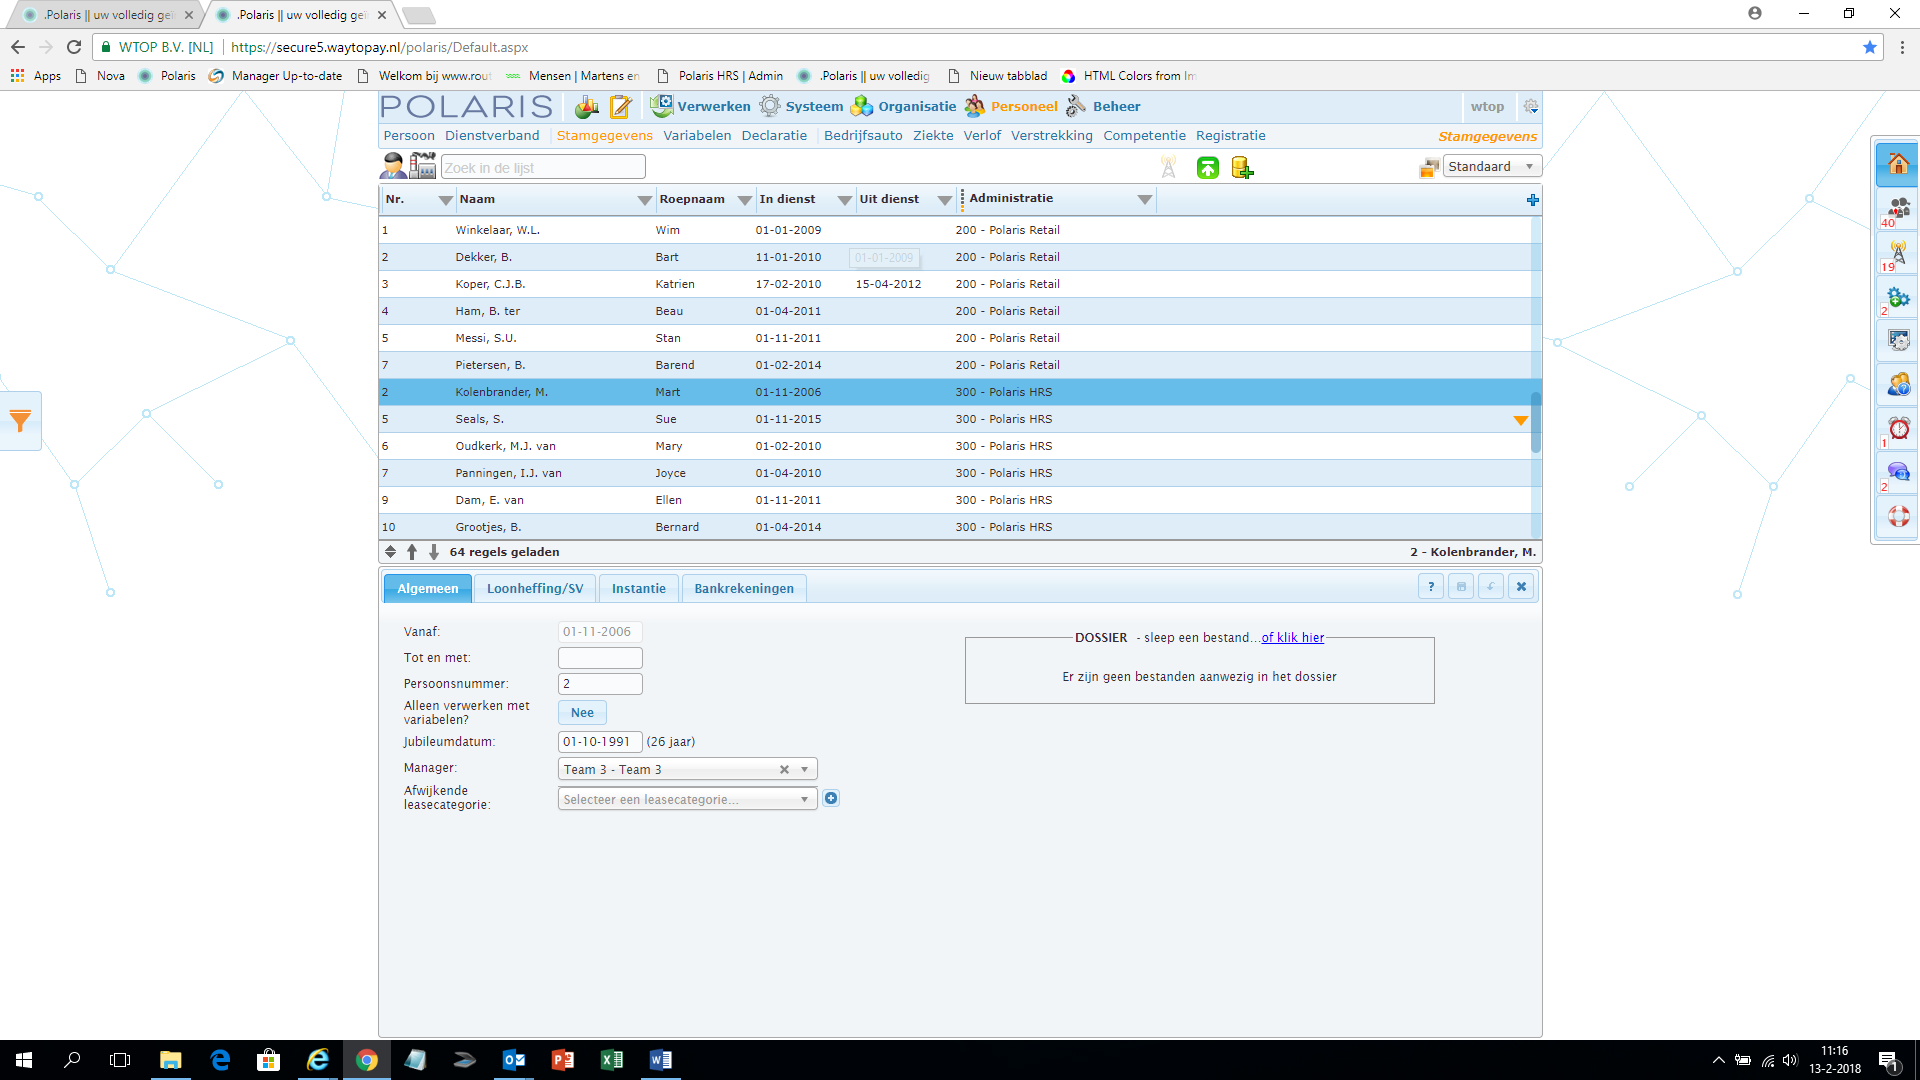 .Polaris || uw volledig geï
.Polaris || uw volledig geï
WTOP B.V. [NL]
https://secure5.waytopay.nl/polaris/Default.aspx
Apps
Nova
Polaris
Manager Up-to-date
Welkom bij www.rout
Mensen | Martens en
Polaris HRS | Admin
.Polaris || uw volledig
Nieuw tabblad
HTML Colors from Im
POLARIS
Verwerken
Systeem
Organisatie
Personeel
Beheer
wtop
Persoon Dienstverband Stamgegevens Variabelen Declaratie Bedrijfsauto Ziekte Verlof Verstrekking Competentie Registratie
Stamgegevens
Zoek in de lijst
Standaard
Nr. Naam Roepnaam In dienst Uit dienst Administratie
1 Winkelaar, W.L. Wim 01-01-2009 200 - Polaris Retail
2 Dekker, B. Bart 11-01-2010 200 - Polaris Retail
01-01-2009
3 Koper, C.J.B. Katrien 17-02-2010 15-04-2012 200 - Polaris Retail
4 Ham, B. ter Beau 01-04-2011 200 - Polaris Retail
5 Messi, S.U. Stan 01-11-2011 200 - Polaris Retail
7 Pietersen, B. Barend 01-02-2014 200 - Polaris Retail
2 Kolenbrander, M. Mart 01-11-2006 300 - Polaris HRS
5 Seals, S. Sue 01-11-2015 300 - Polaris HRS
6 Oudkerk, M.J. van Mary 01-02-2010 300 - Polaris HRS
7 Panningen, I.J. van Joyce 01-04-2010 300 - Polaris HRS
9 Dam, E. van Ellen 01-11-2011 300 - Polaris HRS
10 Grootjes, B. Bernard 01-04-2014 300 - Polaris HRS
64 regels geladen
2 - Kolenbrander, M.
Algemeen
Loonheffing/SV
Instantie
Bankrekeningen
?
Vanaf: 01-11-2006
Tot en met:
Persoonsnummer: 2
Alleen verwerken met
variabelen?
Nee
Jubileumdatum: 01-10-1991 (26 jaar)
Manager: Team 3 - Team 3
Afwijkende
leasecategorie:
Selecteer een leasecategorie...
DOSSIER - sleep een bestand...of klik hier
Er zijn geen bestanden aanwezig in het dossier
40
19
2
1
2
11:16
13-2-2018
1